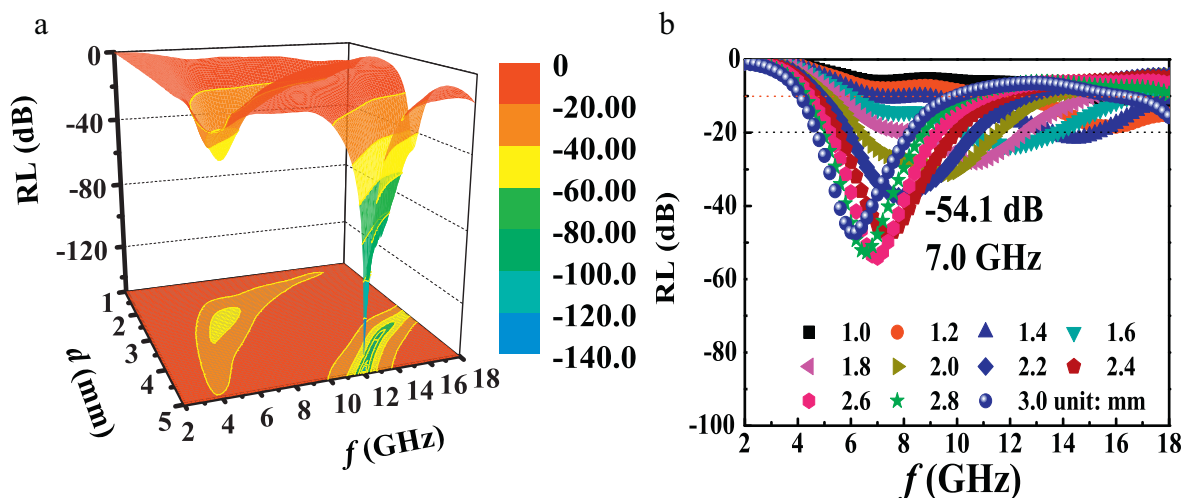 a
0
-40
-80
-120
RL (dB)
1
2
3
4
5
d (mm)
2 4 6 8 10 12 14 16 18
f (GHz)
0
-20.00
-40.00
-60.00
-80.00
-100.0
-120.0
-140.0
b
0
-20
-40
-60
-80
-100
RL (dB)
-54.1 dB
7.0 GHz
1.0 1.2 1.4 1.6
1.8 2.0 2.2 2.4
2.6 2.8 3.0 unit: mm
2 4 6 8 10 12 14 16 18
f (GHz)